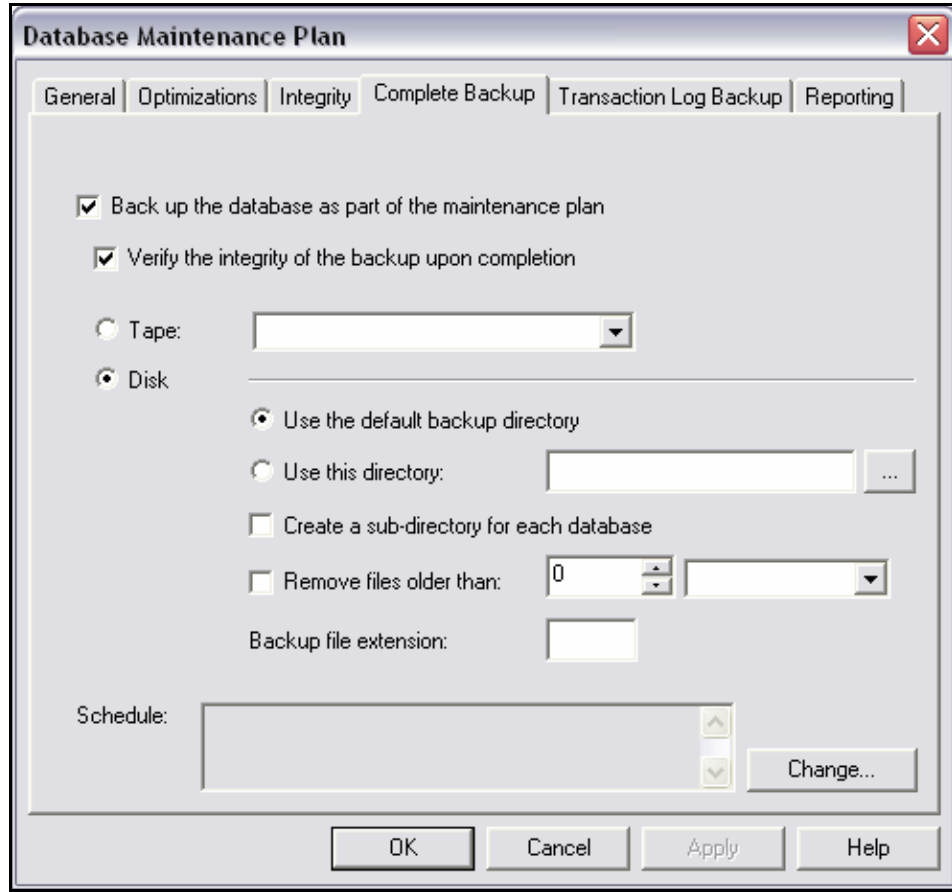 Database Maintenance Plan
General Optimizations Integrity Complete Backup Transaction Log Backup Reporting
Back up the database as part of the maintenance plan
Verify the integrity of the backup upon completion
Tape:
Disk
Use the default backup directory
Use this directory: ...
Create a sub-directory for each database
Remove files older than: 0
Backup file extension:
Schedule:
Change...
OK Cancel Apply Help